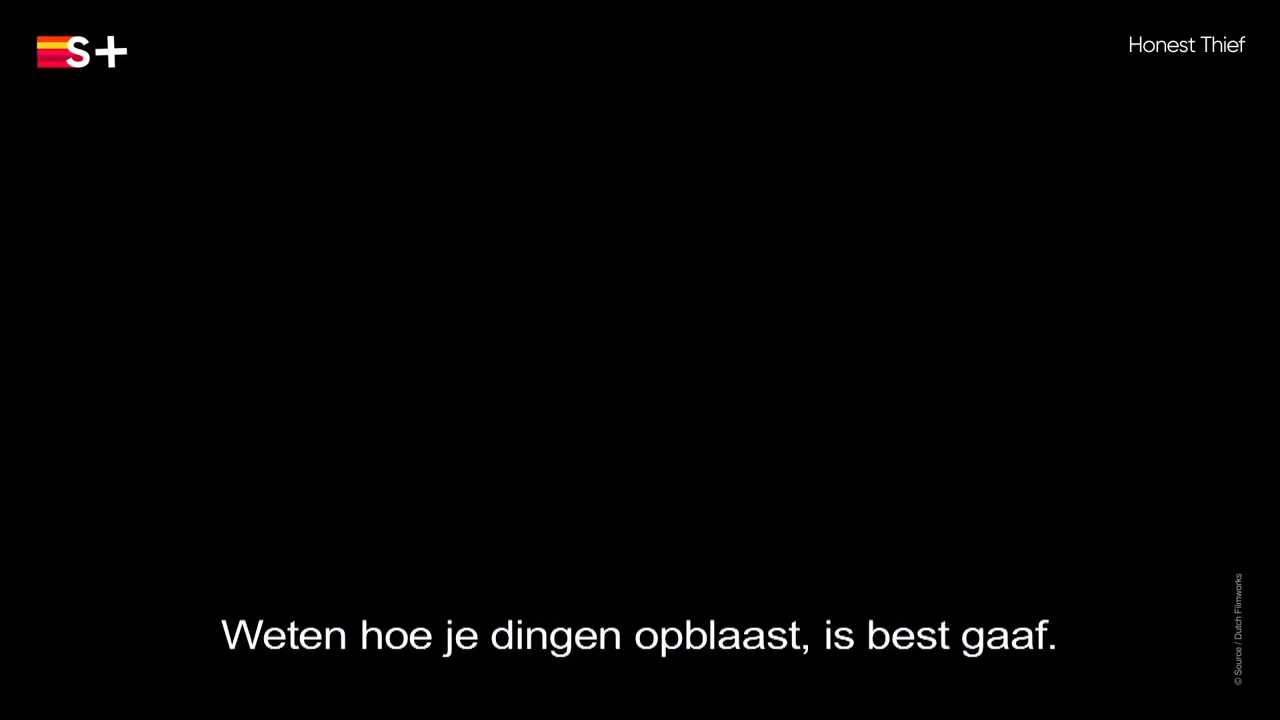 S+
Honest Thief
Weten hoe je dingen opblaast, is best gaaf.
© Source / Dutch Filmworks